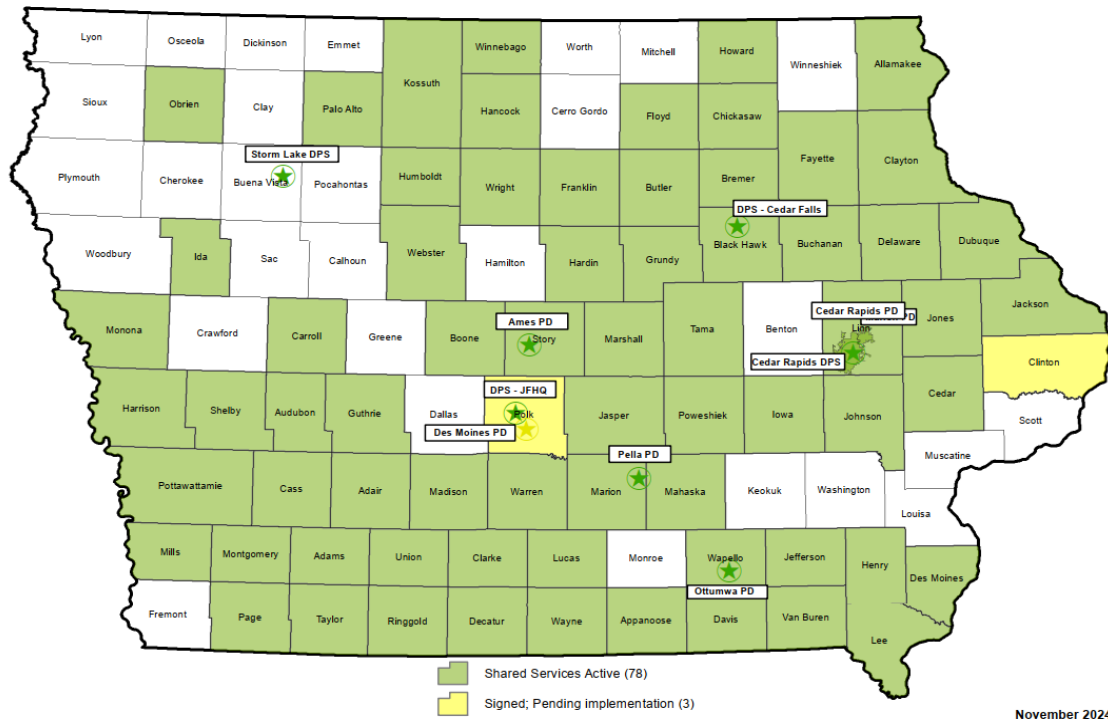 Lyon
Osceola
Dickinson
Emmet
Kossuth
Winnebago
Worth
Mitchell
Howard
Winneshiek
Allamakee
Sioux
Obrien
Clay
Palo Alto
Hancock
Cerro Gordo
Floyd
Chickasaw
Storm Lake DPS
Plymouth
Cherokee
Buena Vista
Pocahontas
Humboldt
Wright
Franklin
Butler
Bremer
Fayette
Clayton
DPS - Cedar Falls
Woodbury
Ida
Sac
Calhoun
Webster
Hamilton
Hardin
Grundy
Black Hawk
Buchanan
Delaware
Dubuque
Monona
Crawford
Carroll
Greene
Boone
Ames PD
Story
Marshall
Tama
Benton
Cedar Rapids PD
PD
Linn
Cedar Rapids DPS
Jones
Jackson
Clinton
Harrison
Shelby
Audubon
Guthrie
Dallas
DPS - JFHQ
Polk
Des Moines PD
Jasper
Poweshiek
Iowa
Johnson
Cedar
Scott
Muscatine
Pella PD
Pottawattamie
Cass
Adair
Madison
Warren
Marion
Mahaska
Keokuk
Washington
Louisa
Mills
Montgomery
Adams
Union
Clarke
Lucas
Monroe
Wapello
Ottumwa PD
Jefferson
Henry
Des Moines
Fremont
Page
Taylor
Ringgold
Decatur
Wayne
Appanoose
Davis
Van Buren
Lee
Shared Services Active (78)
Signed; Pending implementation (3)
November 2024